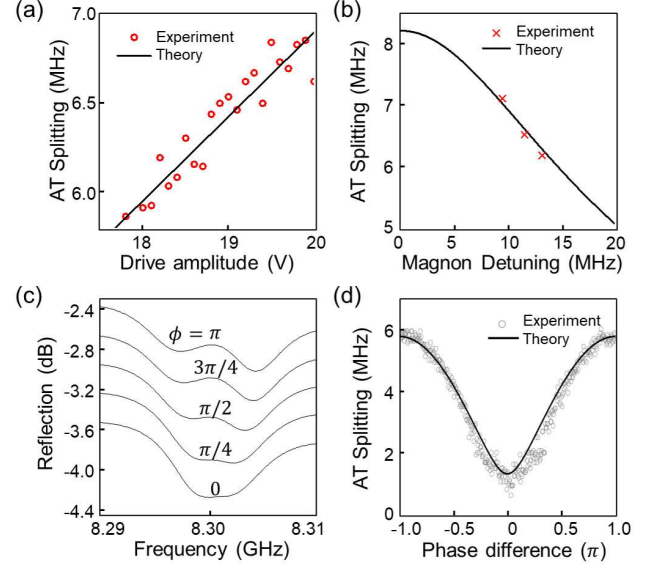 (a)
7.0
6.5
6.0
AT Splitting (MHz)
Experiment
Theory
18
19
20
Drive amplitude (V)
(b)
8
7
6
5
AT Splitting (MHz)
Experiment
Theory
0
5
10
15
20
Magnon Detuning (MHz)
(c)
-2.4
-2.8
-3.2
-3.6
-4.0
-4.4
Reflection (dB)
ϕ = π
3π/4
π/2
π/4
0
8.29
8.30
8.31
Frequency (GHz)
(d)
6
4
2
0
AT Splitting (MHz)
Experiment
Theory
-1.0
-0.5
0
0.5
1.0
Phase difference (π)